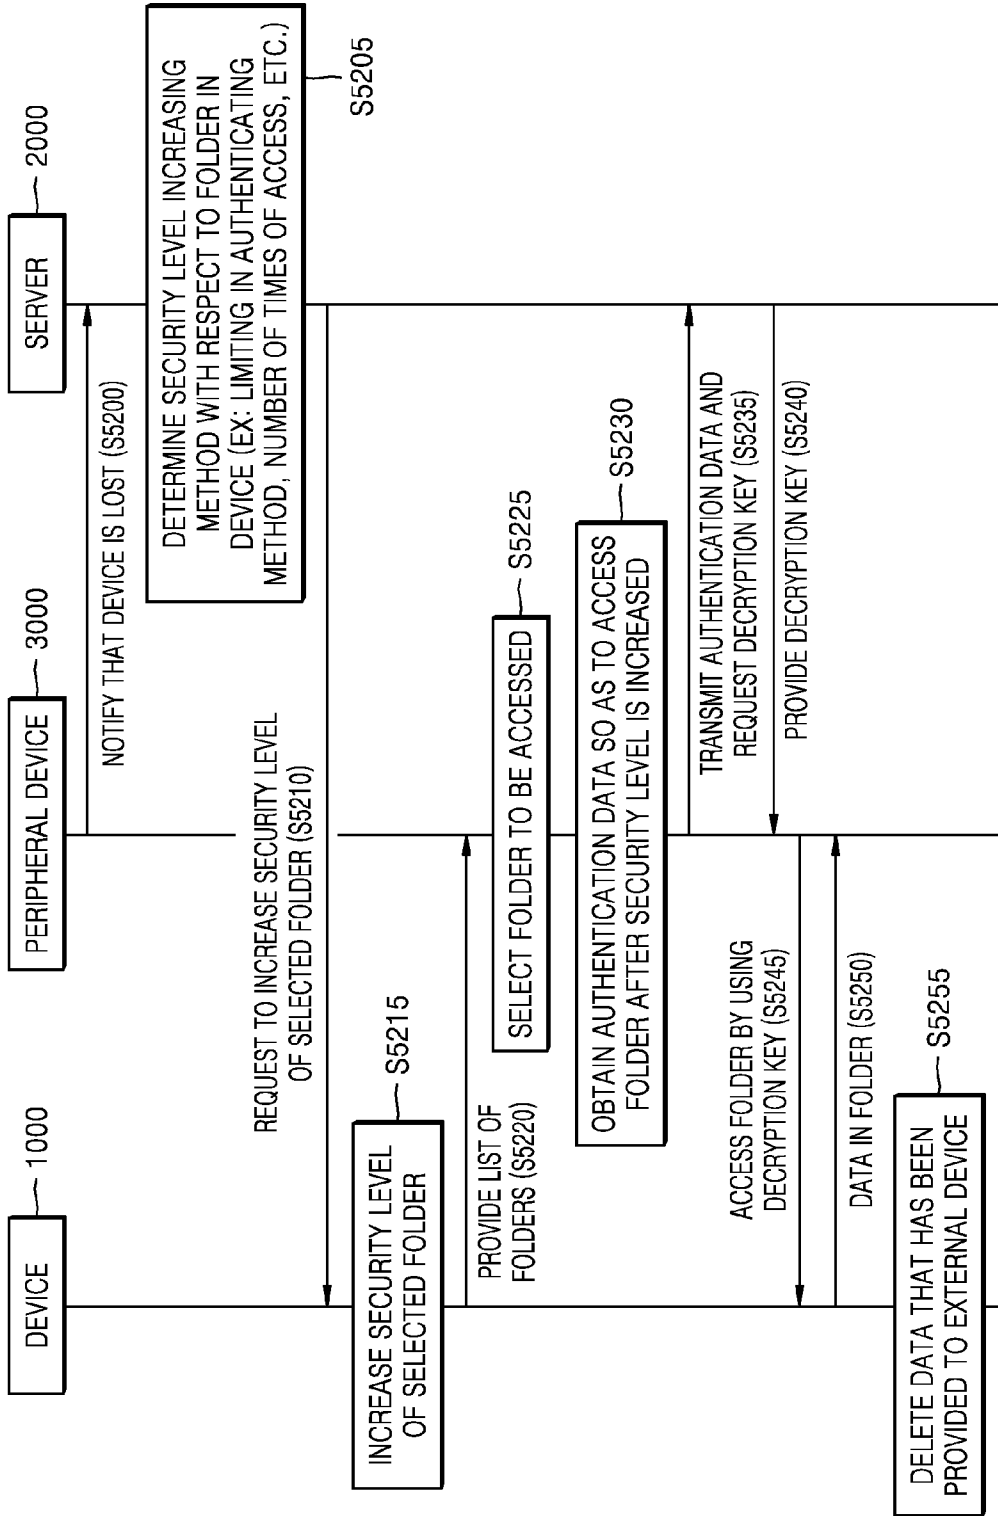 DEVICE
1000
PERIPHERAL DEVICE
3000
SERVER
2000
NOTIFY THAT DEVICE IS LOST (S5200)
DETERMINE SECURITY LEVEL INCREASING
METHOD WITH RESPECT TO FOLDER IN
DEVICE (EX: LIMITING IN AUTHENTICATING
METHOD, NUMBER OF TIMES OF ACCESS, ETC.)
S5205
REQUEST TO INCREASE SECURITY LEVEL
OF SELECTED FOLDER (S5210)
INCREASE SECURITY LEVEL
OF SELECTED FOLDER
S5215
PROVIDE LIST OF
FOLDERS (S5220)
SELECT FOLDER TO BE ACCESSED
S5225
OBTAIN AUTHENTICATION DATA SO AS TO ACCESS
FOLDER AFTER SECURITY LEVEL IS INCREASED
S5230
TRANSMIT AUTHENTICATION DATA AND
REQUEST DECRYPTION KEY (S5235)
PROVIDE DECRYPTION KEY (S5240)
ACCESS FOLDER BY USING
DECRYPTION KEY (S5245)
DATA IN FOLDER (S5250)
DELETE DATA THAT HAS BEEN
PROVIDED TO EXTERNAL DEVICE
S5255